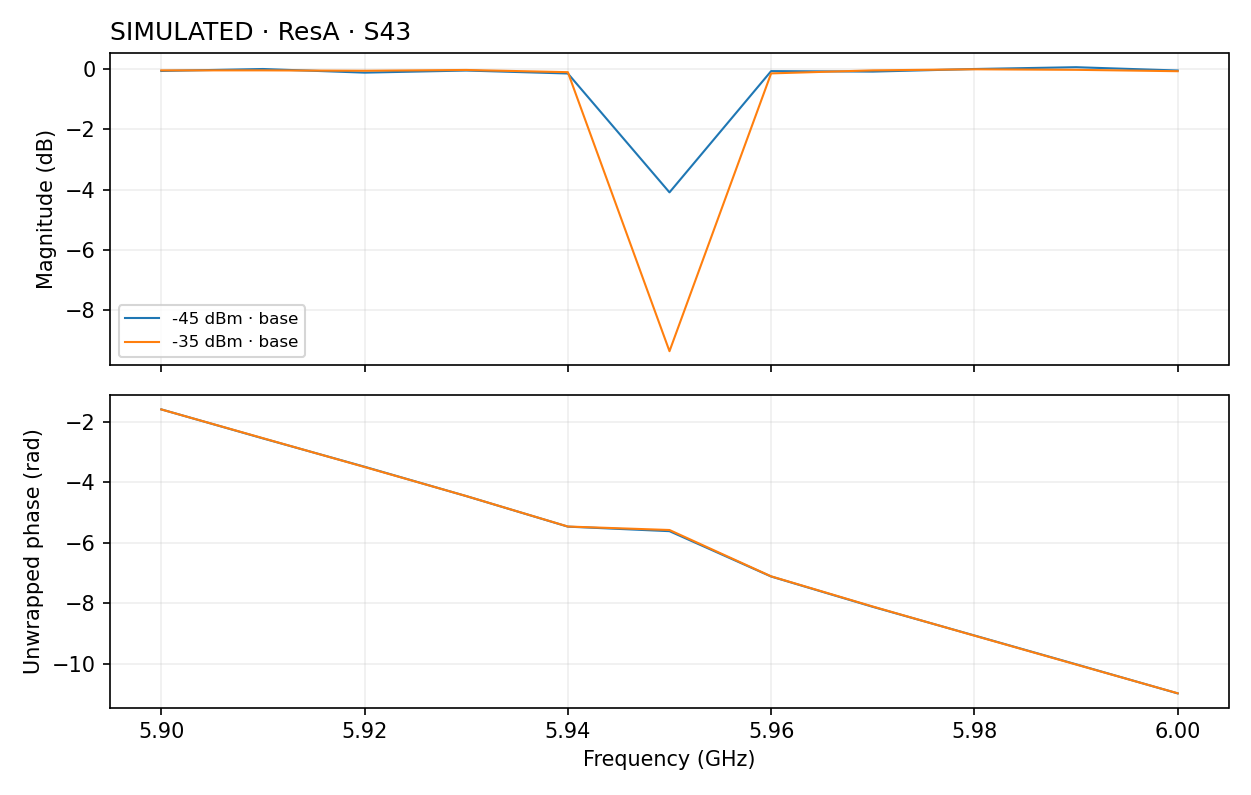 SIMULATED · ResA · S43
Magnitude (dB)
0
−2
−4
−6
−8
-45 dBm · base
-35 dBm · base
Unwrapped phase (rad)
−2
−4
−6
−8
−10
5.90 5.92 5.94 5.96 5.98 6.00
Frequency (GHz)